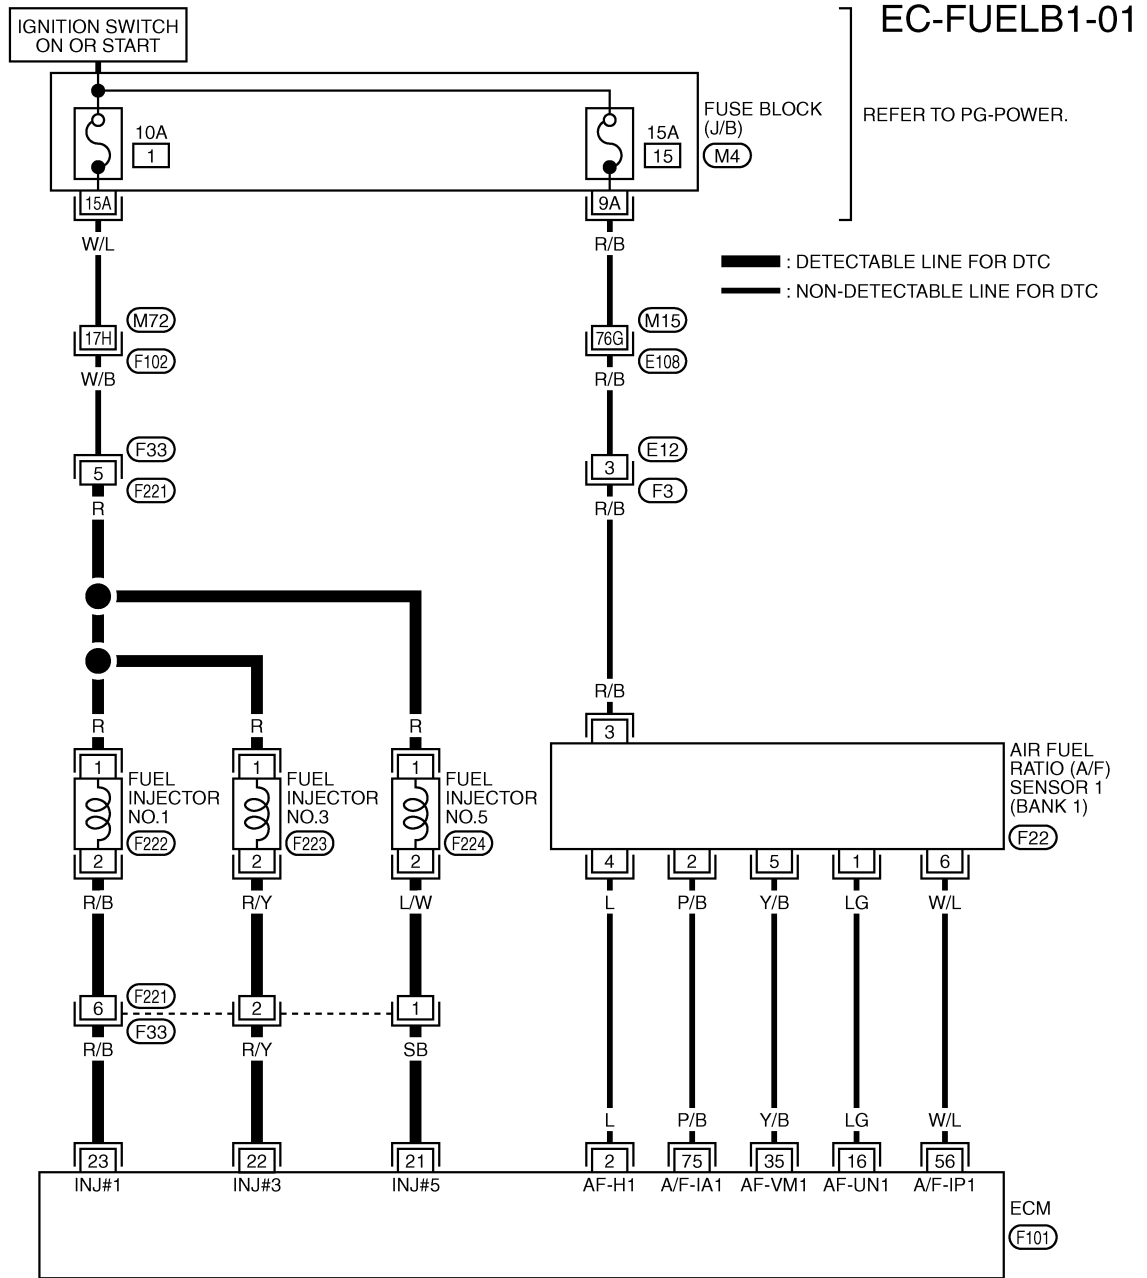 EC-FUELB1-01
IGNITION SWITCH
ON OR START
10A
1
15A
15
FUSE BLOCK
(J/B)
M4
REFER TO PG-POWER.
15A
9A
W/L
R/B
: DETECTABLE LINE FOR DTC
: NON-DETECTABLE LINE FOR DTC
M72
M15
17H
76G
F102
E108
W/B
R/B
F33
E12
5
3
F221
F3
R
R/B
R/B
R
R
R
3
1
1
1
AIR FUEL
RATIO (A/F)
SENSOR 1
(BANK 1)
F22
FUEL
INJECTOR
NO.1
F222
FUEL
INJECTOR
NO.3
F223
FUEL
INJECTOR
NO.5
F224
2
2
2
4
2
5
1
6
R/B
R/Y
L/W
L
P/B
Y/B
LG
W/L
F221
6
2
1
F33
R/B
R/Y
SB
L
P/B
Y/B
LG
W/L
23
22
21
2
75
35
16
56
INJ#1
INJ#3
INJ#5
AF-H1
A/F-IA1
AF-VM1
AF-UN1
A/F-IP1
ECM
F101